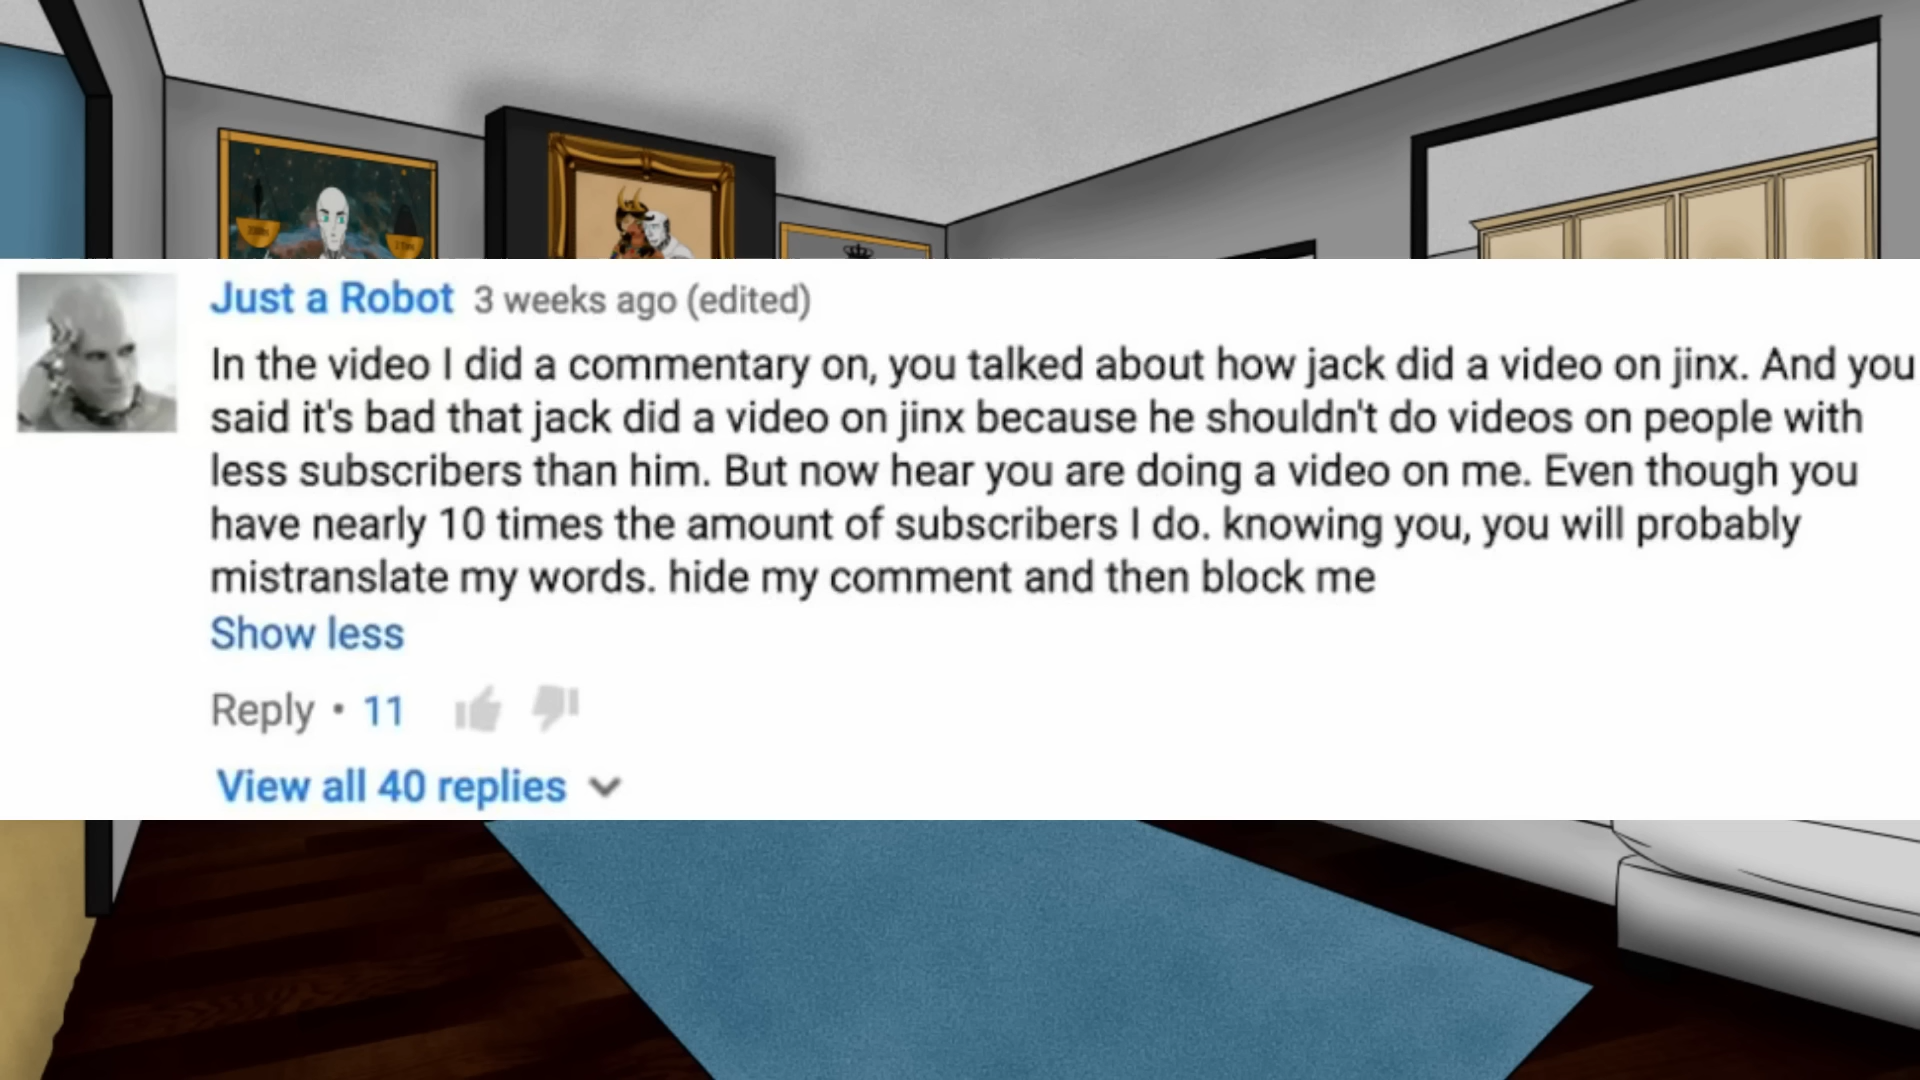 Just a Robot 3 weeks ago (edited)
In the video I did a commentary on, you talked about how jack did a video on jinx. And you
said it's bad that jack did a video on jinx because he shouldn't do videos on people with
less subscribers than him. But now hear you are doing a video on me. Even though you
have nearly 10 times the amount of subscribers I do. knowing you, you will probably
mistranslate my words. hide my comment and then block me
Show less
Reply • 11
View all 40 replies